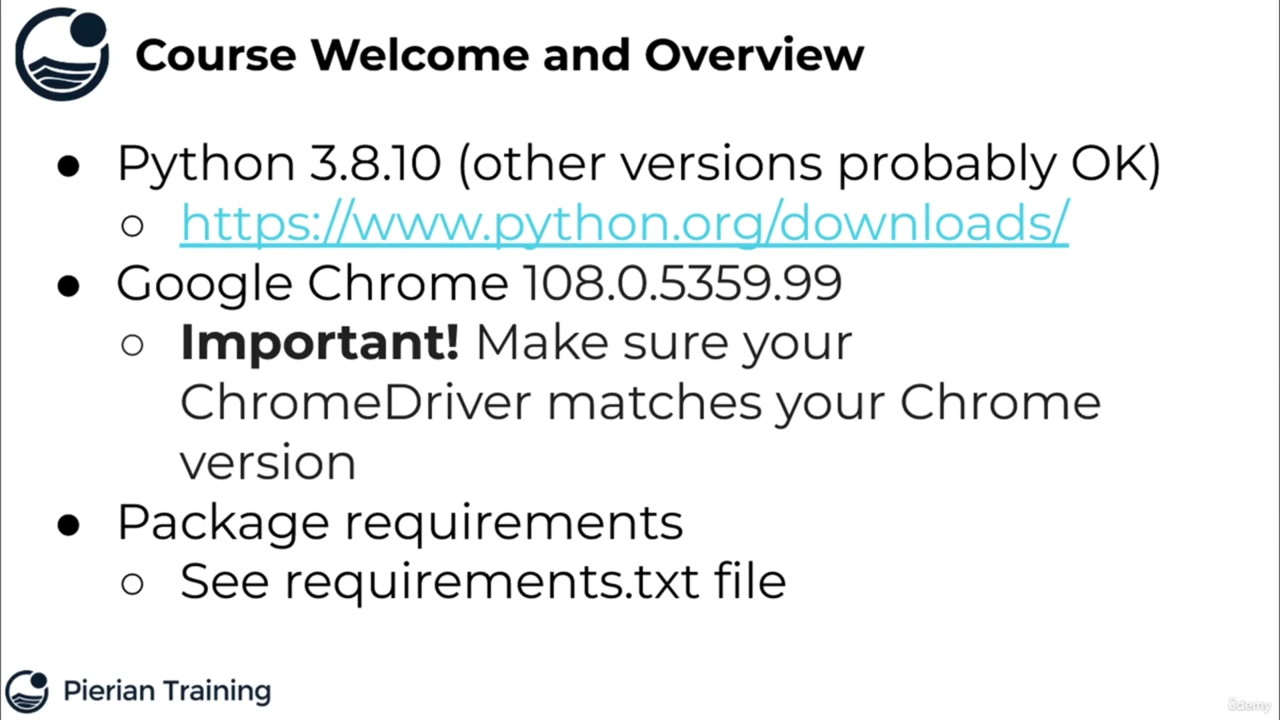 Course Welcome and Overview
● Python 3.8.10 (other versions probably OK)
○ https://www.python.org/downloads/
● Google Chrome 108.0.5359.99
○ Important! Make sure your
ChromeDriver matches your Chrome
version
● Package requirements
○ See requirements.txt file
Pierian Training
ûdemy